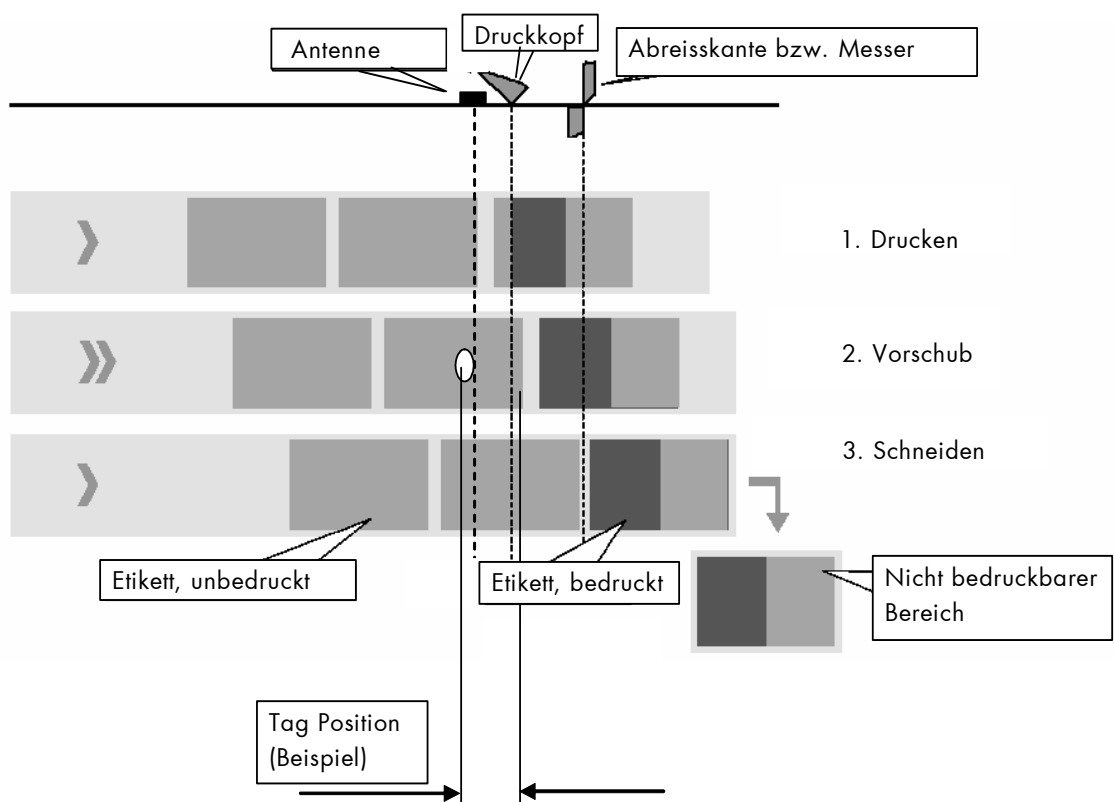 Antenne
Druckkopf
Abreisskante bzw. Messer
1. Drucken
2. Vorschub
3. Schneiden
Etikett, unbedruckt
Etikett, bedruckt
Nicht bedruckbarer
Bereich
Tag Position
(Beispiel)